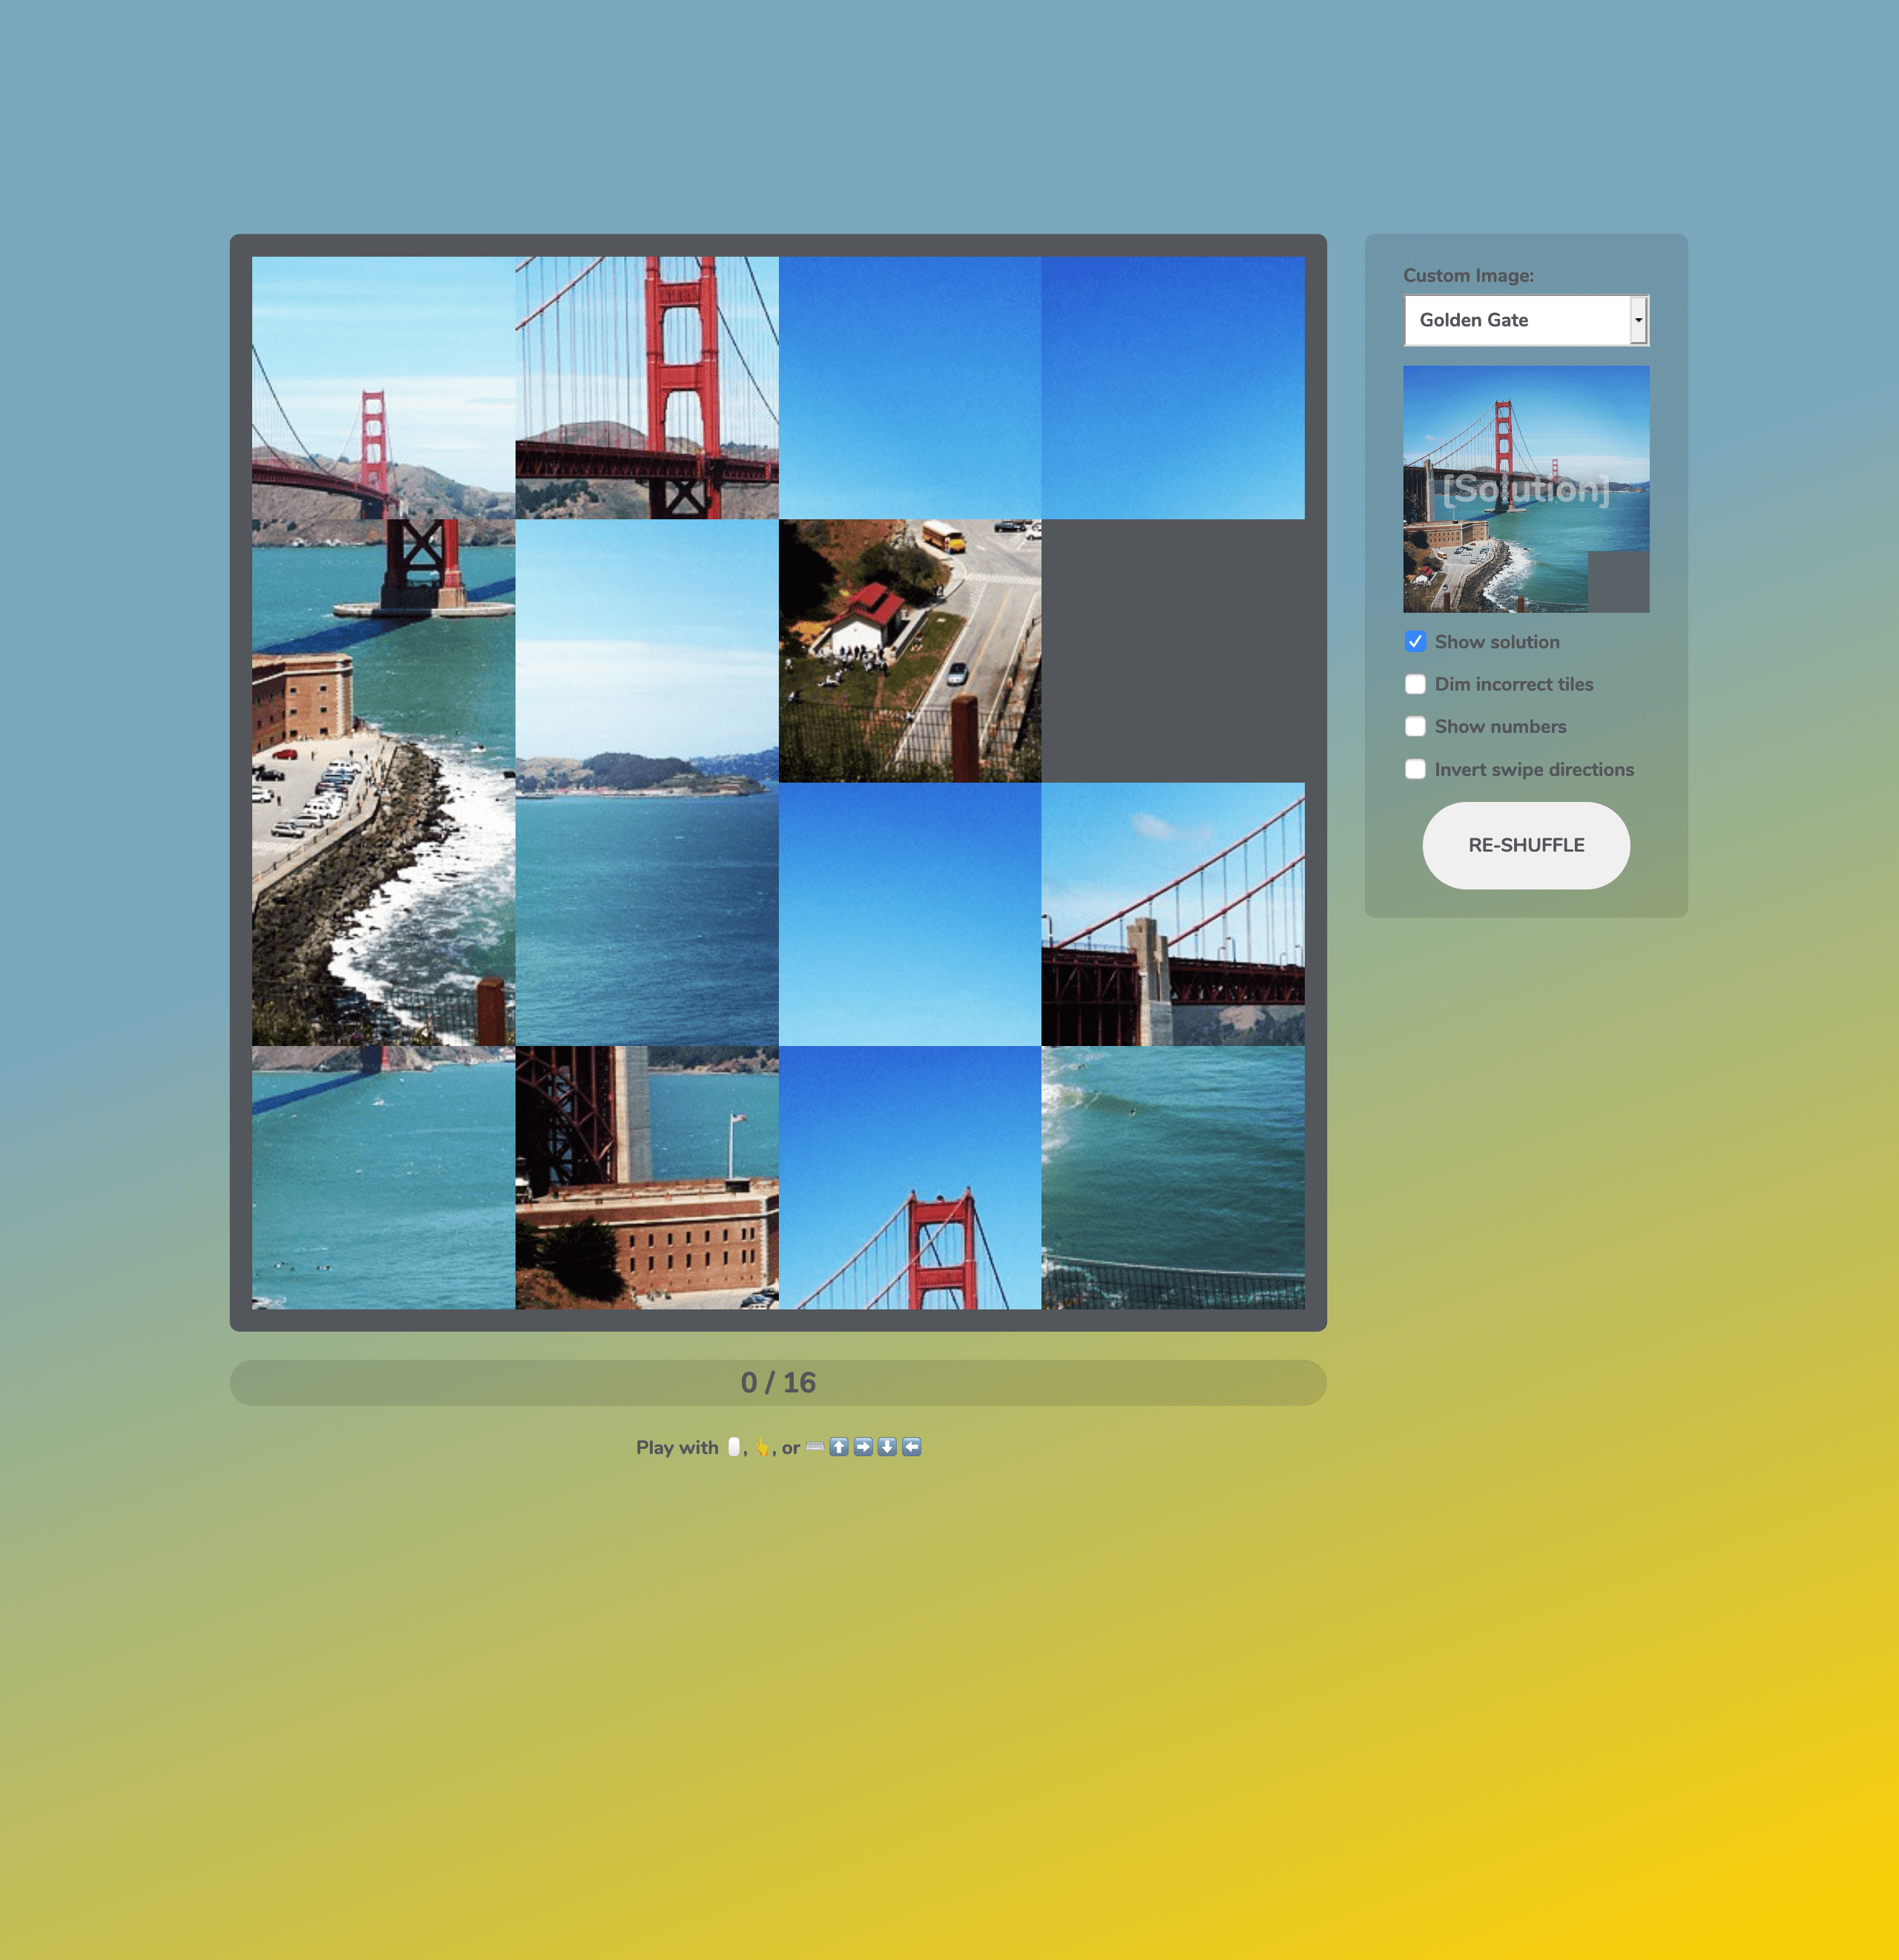 Custom Image:
Golden Gate
[Solution]
Show solution
Dim incorrect tiles
Show numbers
Invert swipe directions
RE-SHUFFLE
0 / 16
Play with 🖱️, 👆, or ⌨️ ⬆️ ➡️ ⬇️ ⬅️